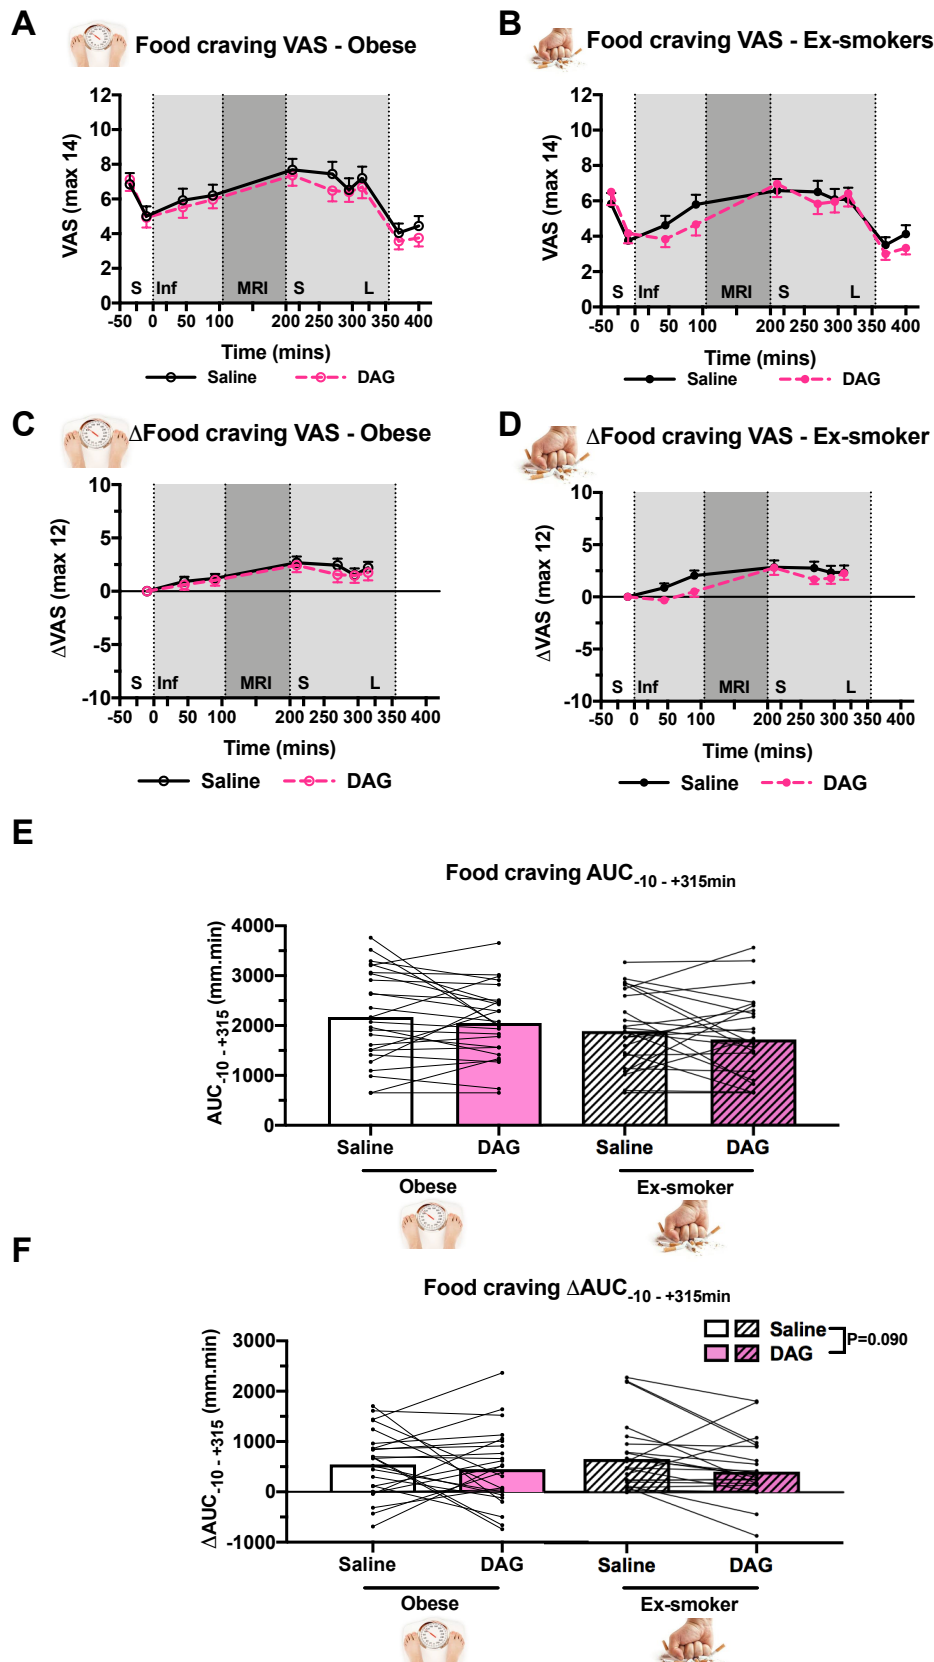 A
Food craving VAS - Obese
VAS (max 14)
12
10
8
6
4
2
0
S Inf MRI S L
-50 0 50 100 200 250 300 350 400
Time (mins)
Saline DAG
B
Food craving VAS - Ex-smokers
VAS (max 14)
12
10
8
6
4
2
0
S Inf MRI S L
-50 0 50 100 200 250 300 350 400
Time (mins)
Saline DAG
C
ΔFood craving VAS - Obese
ΔVAS (max 12)
10
5
0
-5
-10
S Inf MRI S L
-50 0 50 100 200 250 300 350 400
Time (mins)
Saline DAG
D
ΔFood craving VAS - Ex-smoker
ΔVAS (max 12)
10
5
0
-5
-10
S Inf MRI S L
-50 0 50 100 200 250 300 350 400
Time (mins)
Saline DAG
E
Food craving AUC-10 - +315min
AUC-10 - +315 (mm.min)
4000
3000
2000
1000
0
Saline DAG Saline DAG
Obese Ex-smoker
F
Food craving ΔAUC-10 - +315min
Saline
DAG
P=0.090
ΔAUC-10 - +315 (mm.min)
3000
2000
1000
0
-1000
Saline DAG Saline DAG
Obese Ex-smoker